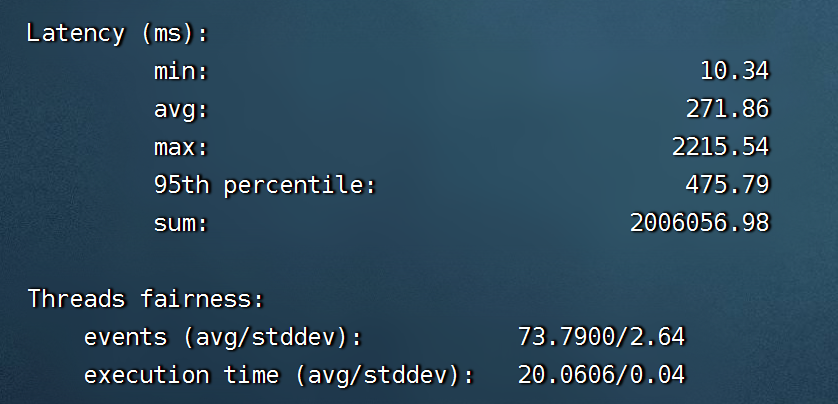 Latency (ms):
min: 10.34
avg: 271.86
max: 2215.54
95th percentile: 475.79
sum: 2006056.98
Threads fairness:
events (avg/stddev): 73.7900/2.64
execution time (avg/stddev): 20.0606/0.04